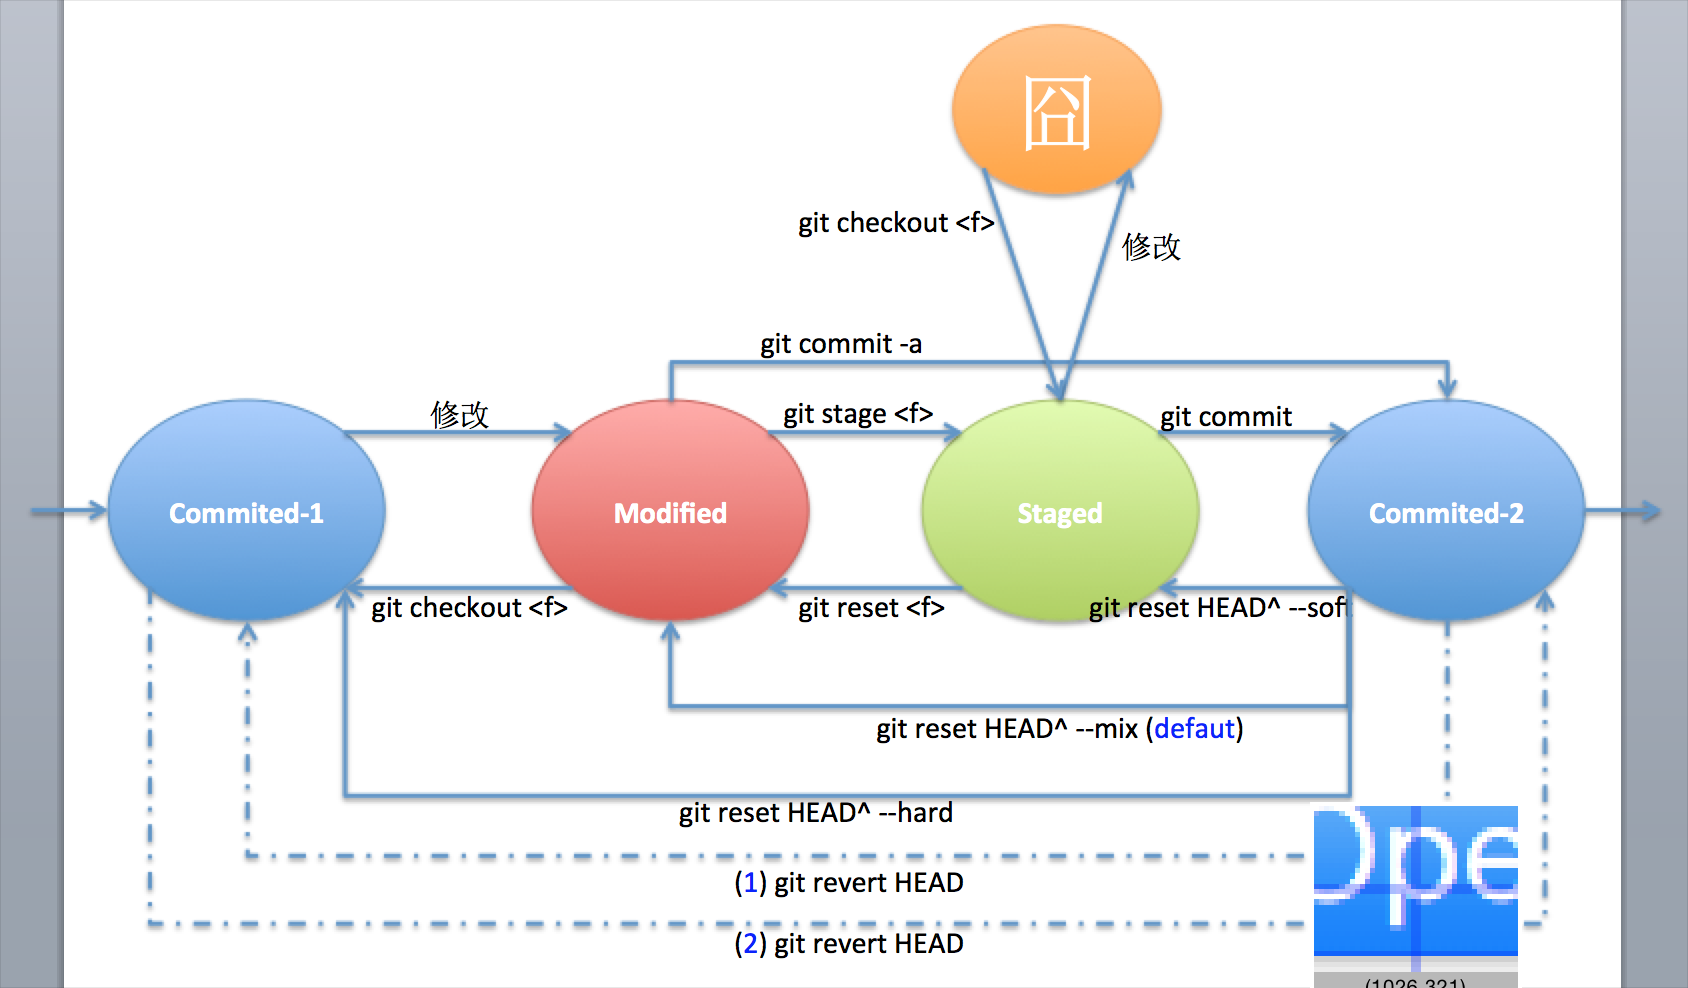 囧
git checkout <f>
修改
git commit -a
修改
git stage <f>
git commit
Commited-1
Modified
Staged
Commited-2
git checkout <f>
git reset <f>
git reset HEAD^ --soft
git reset HEAD^ --mix (defaut)
git reset HEAD^ --hard
Ope
(1) git revert HEAD
(2) git revert HEAD
(1026,321)